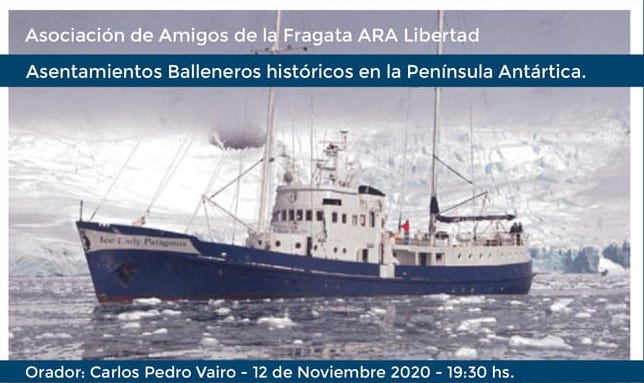 Asociación de Amigos de la Fragata ARA Libertad
Asentamientos Balleneros históricos en la Península Antártica.
Ice Lady Patagonia
Orador: Carlos Pedro Vairo - 12 de Noviembre 2020 - 19:30 hs.